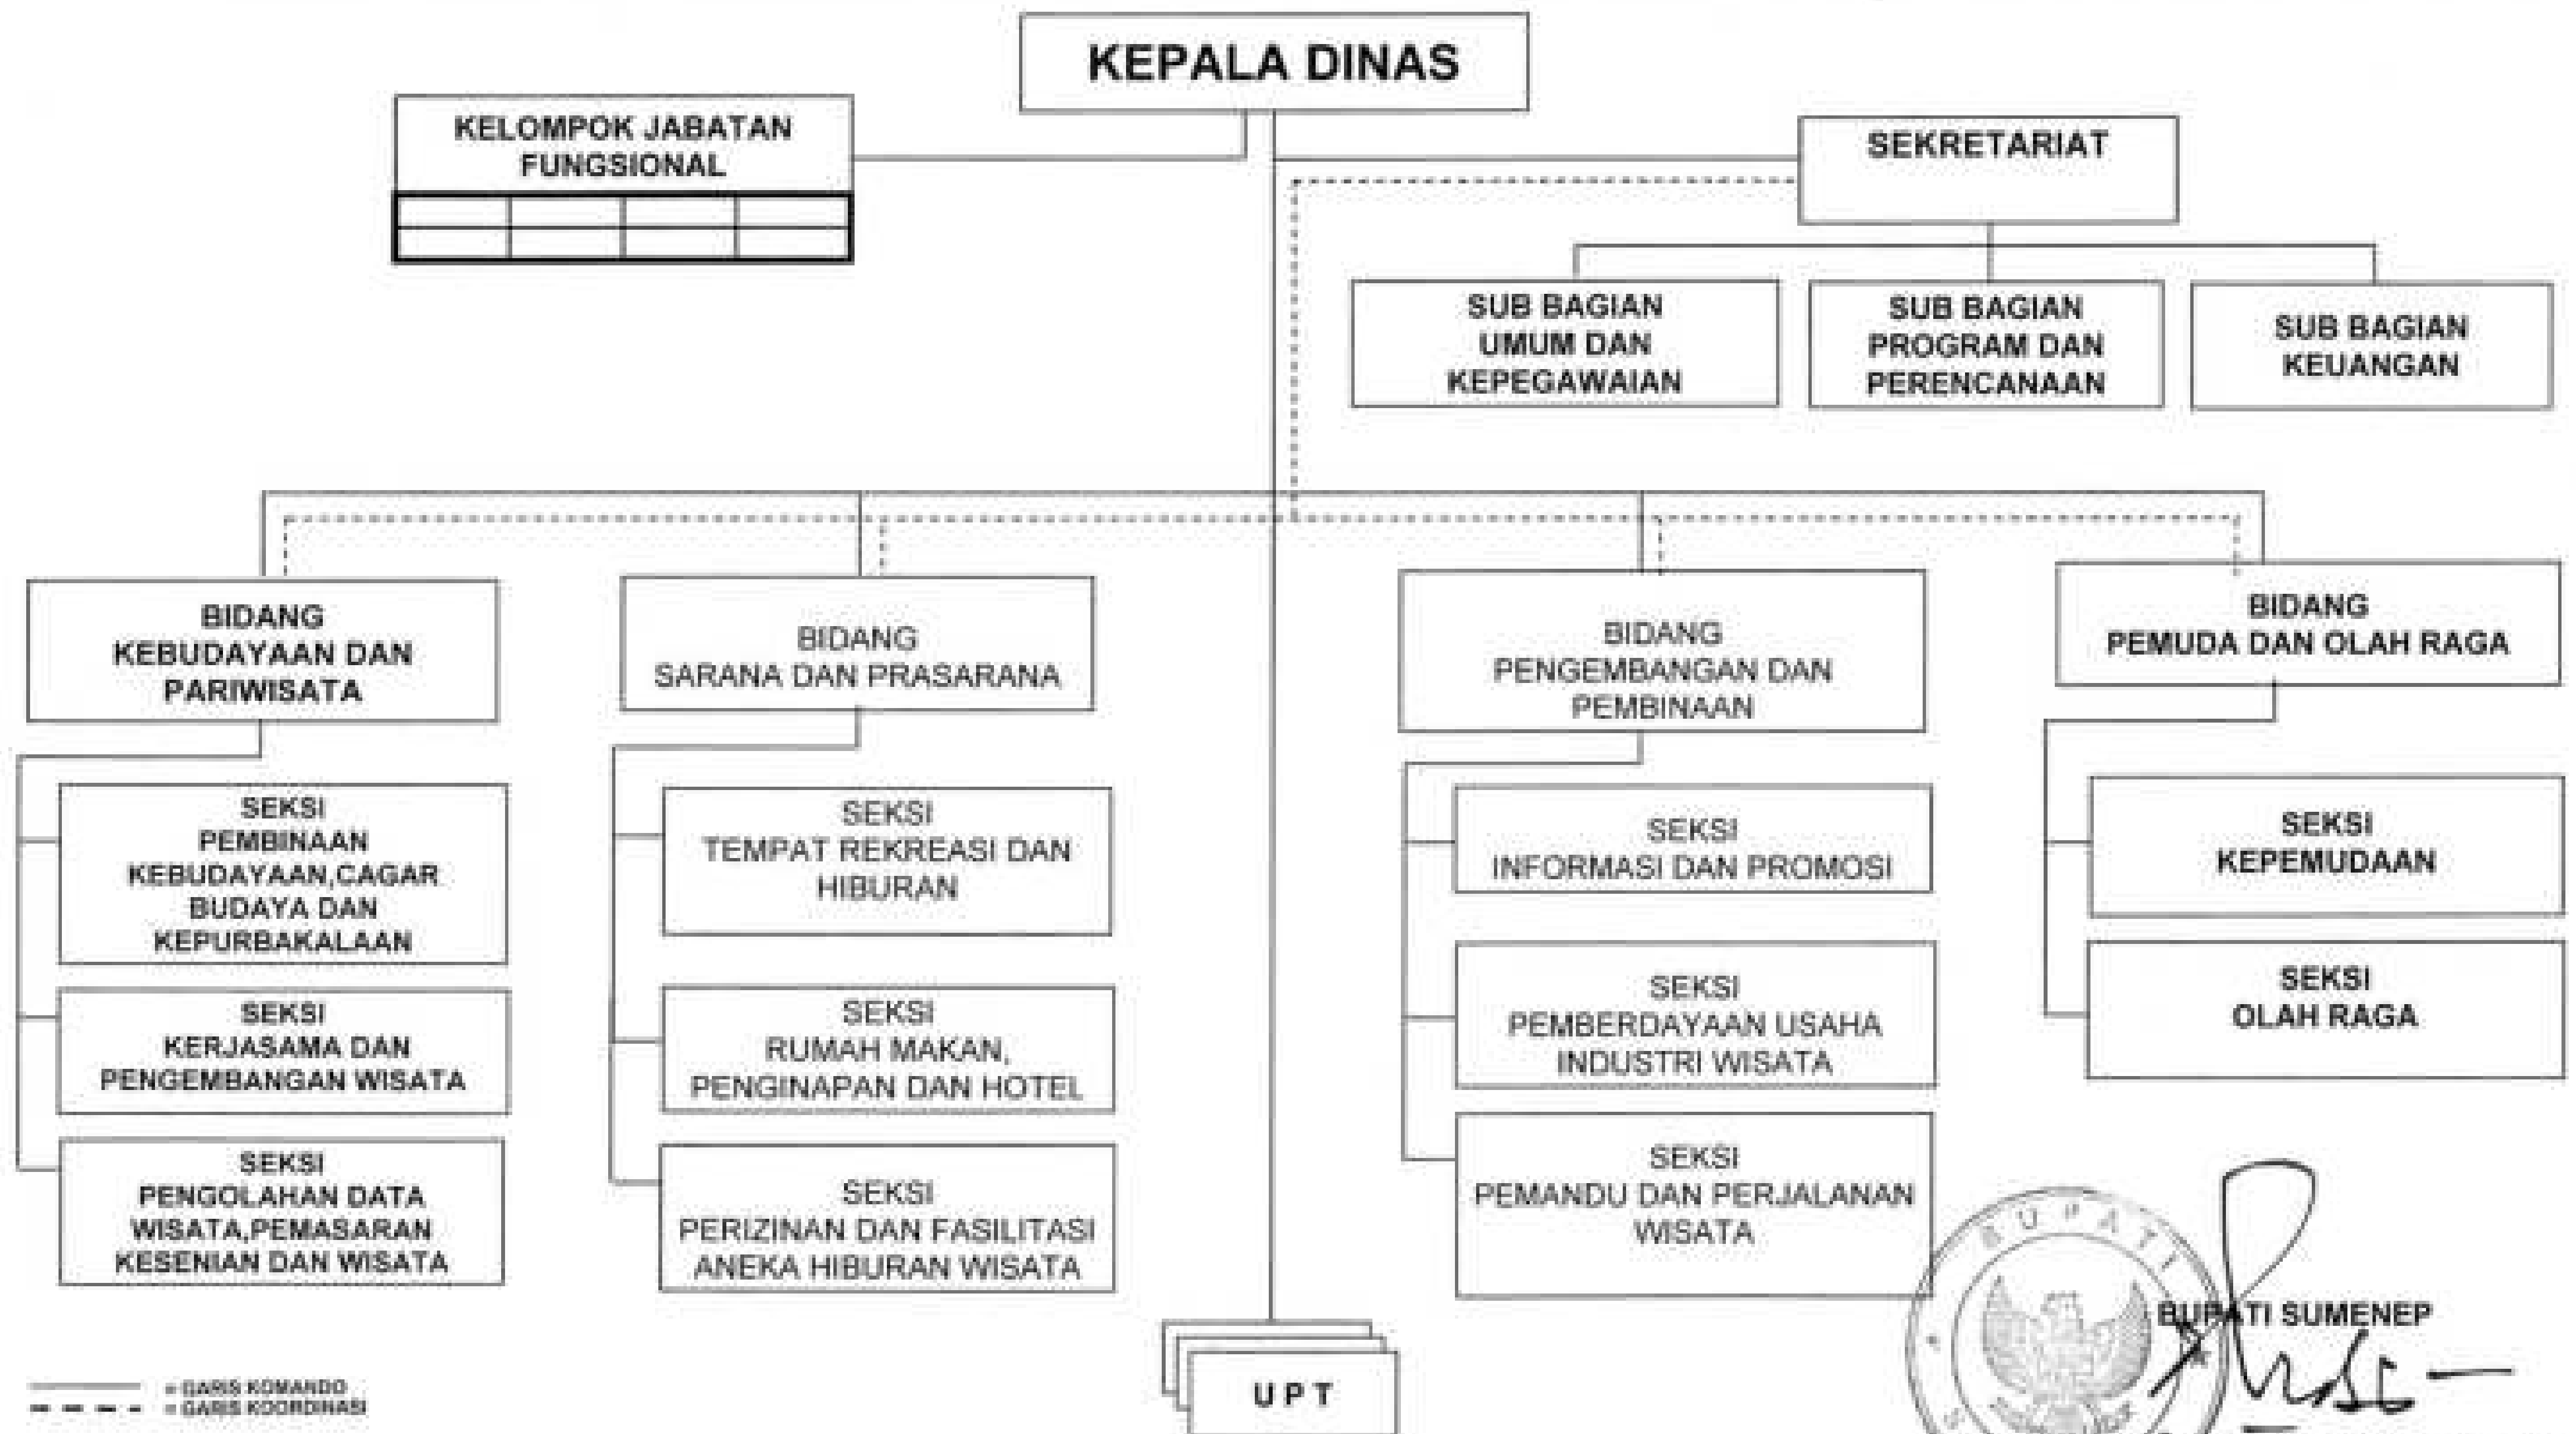 KEPALA DINAS
KELOMPOK JABATAN
FUNGSIONAL
SEKRETARIAT
SUB BAGIAN
UMUM DAN
KEPEGAWAIAN
SUB BAGIAN
PROGRAM DAN
PERENCANAAN
SUB BAGIAN
KEUANGAN
BIDANG
KEBUDAYAAN DAN
PARIWISATA
BIDANG
SARANA DAN PRASARANA
BIDANG
PENGEMBANGAN DAN
PEMBINAAN
BIDANG
PEMUDA DAN OLAH RAGA
SEKSI
PEMBINAAN
KEBUDAYAAN,CAGAR
BUDAYA DAN
KEPURBAKALAAN
SEKSI
KERJASAMA DAN
PENGEMBANGAN WISATA
SEKSI
PENGOLAHAN DATA
WISATA,PEMASARAN
KESENIAN DAN WISATA
SEKSI
TEMPAT REKREASI DAN
HIBURAN
SEKSI
RUMAH MAKAN,
PENGINAPAN DAN HOTEL
SEKSI
PERIZINAN DAN FASILITASI
ANEKA HIBURAN WISATA
SEKSI
INFORMASI DAN PROMOSI
SEKSI
PEMBERDAYAAN USAHA
INDUSTRI WISATA
SEKSI
PEMANDU DAN PERJALANAN
WISATA
SEKSI
KEPEMUDAAN
SEKSI
OLAH RAGA
U P T
= GARIS KOMANDO
= GARIS KOORDINASI
BUPATI
BUPATI SUMENEP